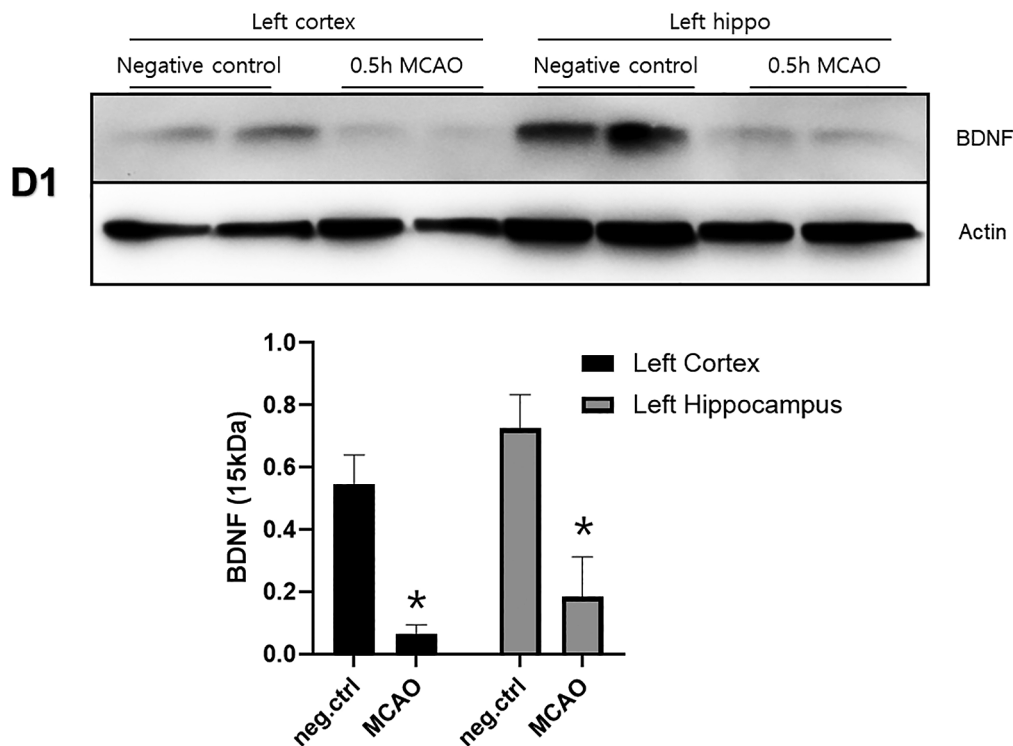 Left cortex Left hippo
Negative control 0.5h MCAO Negative control 0.5h MCAO
BDNF
D1
Actin
1.0
Left Cortex
0.8
Left Hippocampus
0.6
BDNF (15kDa)
0.4
*
0.2
*
0.0
neg.ctrl MCAO neg.ctrl MCAO